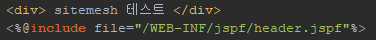 <div> sitemesh 테스트 </div>
<%@include file="/WEB-INF/jspf/header.jspf"%>